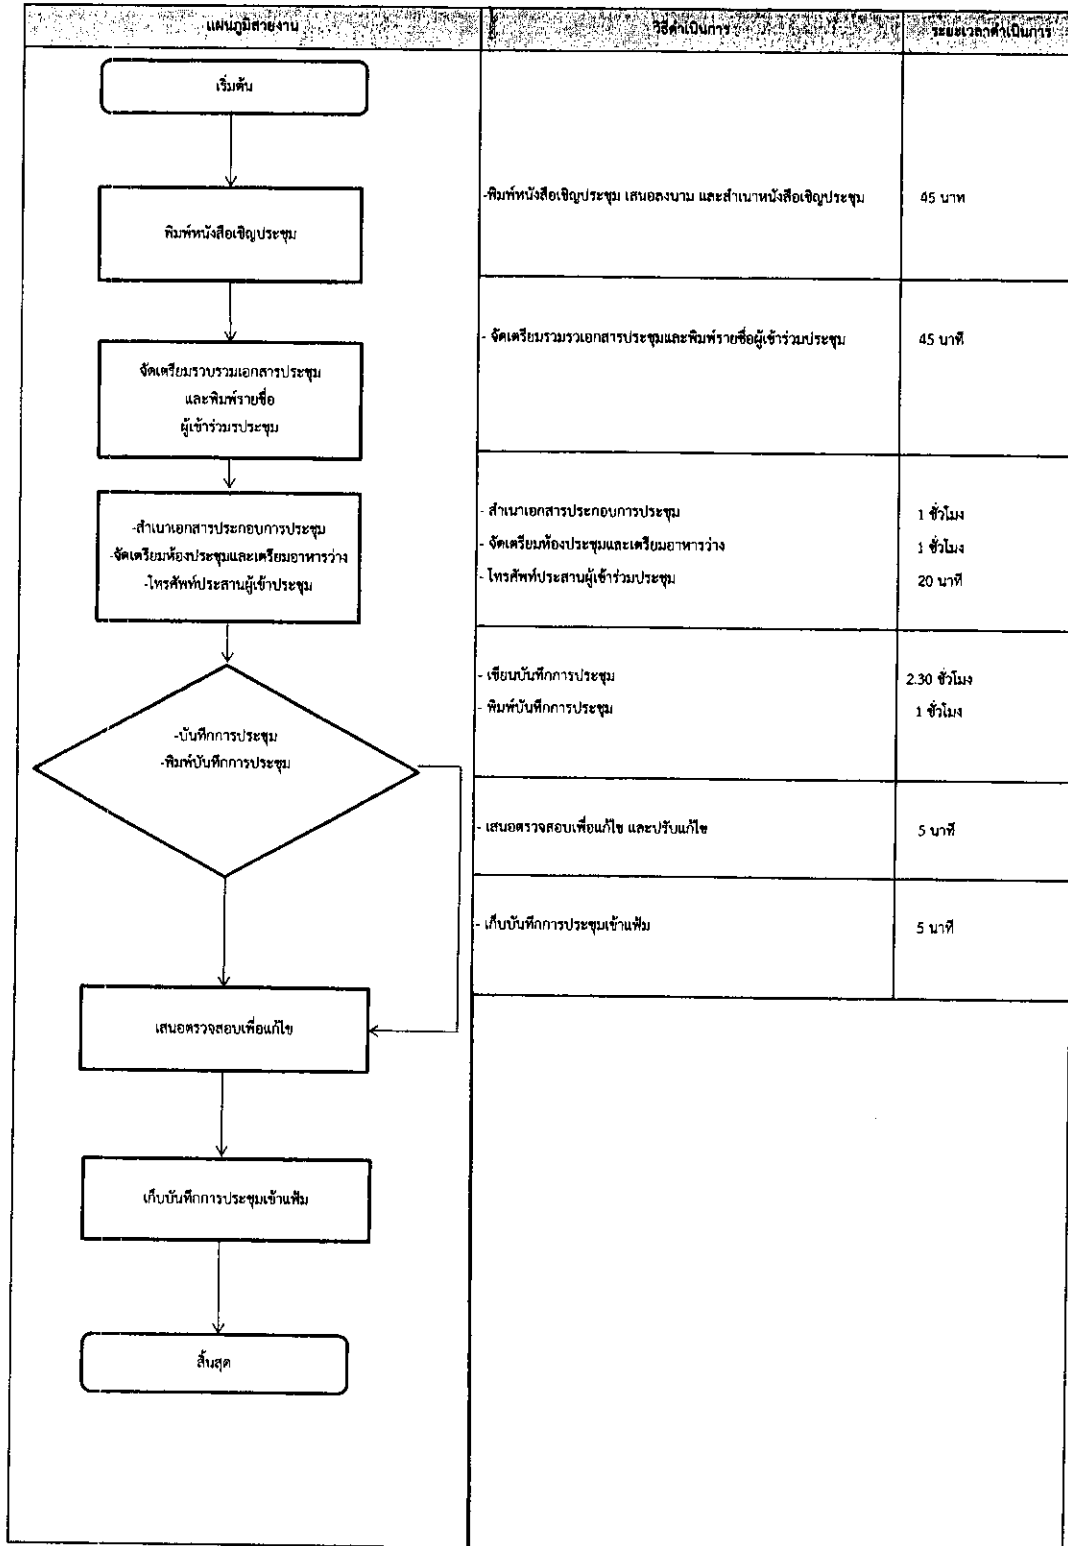 แผนภูมิสายงาน
วิธีดำเนินการ
ระยะเวลาดำเนินการ
เริ่มต้น
พิมพ์หนังสือเชิญประชุม
-พิมพ์หนังสือเชิญประชุม เสนอลงนาม และสำเนาหนังสือเชิญประชุม
45 นาท
จัดเตรียมรวบรวมเอกสารประชุม
และพิมพ์รายชื่อ
ผู้เข้าร่วมรประชุม
- จัดเตรียมรวมรวเอกสารประชุมและพิมพ์รายชื่อผู้เข้าร่วมประชุม
45 นาที
-สำเนาเอกสารประกอบการประชุม
-จัดเตรียมห้องประชุมและเตรียมอาหารว่าง
-โทรศัพท์ประสานผู้เข้าประชุม
- สำเนาเอกสารประกอบการประชุม
1 ชั่วโมง
- จัดเตรียมห้องประชุมและเตรียมอาหารว่าง
1 ชั่วโมง
- โทรศัพท์ประสานผู้เข้าร่วมประชุม
20 นาที
-บันทึกการประชุม
-พิมพ์บันทึกการประชุม
- เขียนบันทึกการประชุม
2.30 ชั่วโมง
- พิมพ์บันทึกการประชุม
1 ชั่วโมง
- เสนอตรวจสอบเพื่อแก้ไข และปรับแก้ไข
5 นาที
- เก็บบันทึกการประชุมเข้าแฟ้ม
5 นาที
เสนอตรวจสอบเพื่อแก้ไข
เก็บบันทึกการประชุมเข้าแฟ้ม
สิ้นสุด